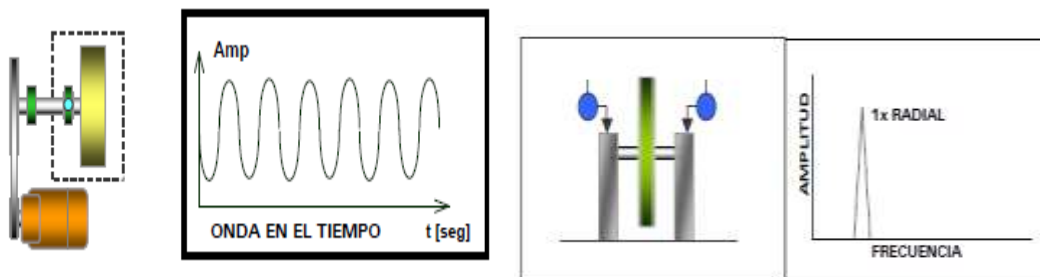 Amp
ONDA EN EL TIEMPO
t [seg]
AMPLITUD
1x RADIAL
FRECUENCIA